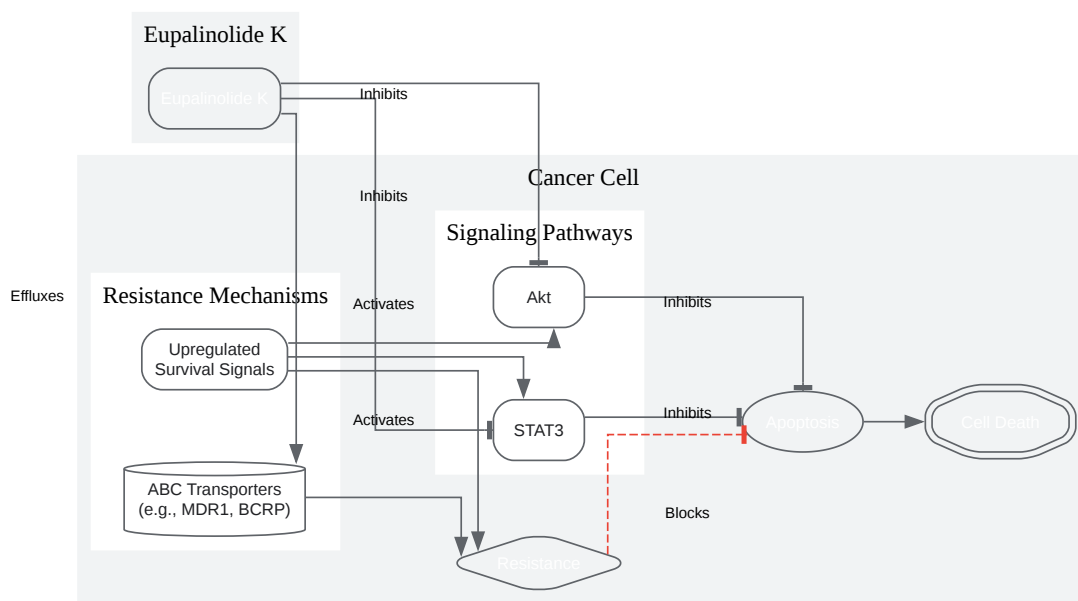 Eupalinolide K
Eupalinolide K
Inhibits
Cancer Cell
Inhibits
Signaling Pathways
Effluxes
Resistance Mechanisms
Activates
Akt
Inhibits
Upregulated
Survival Signals
Activates
STAT3
Inhibits
Apoptosis
Cell Death
ABC Transporters
(e.g., MDR1, BCRP)
Blocks
Resistance